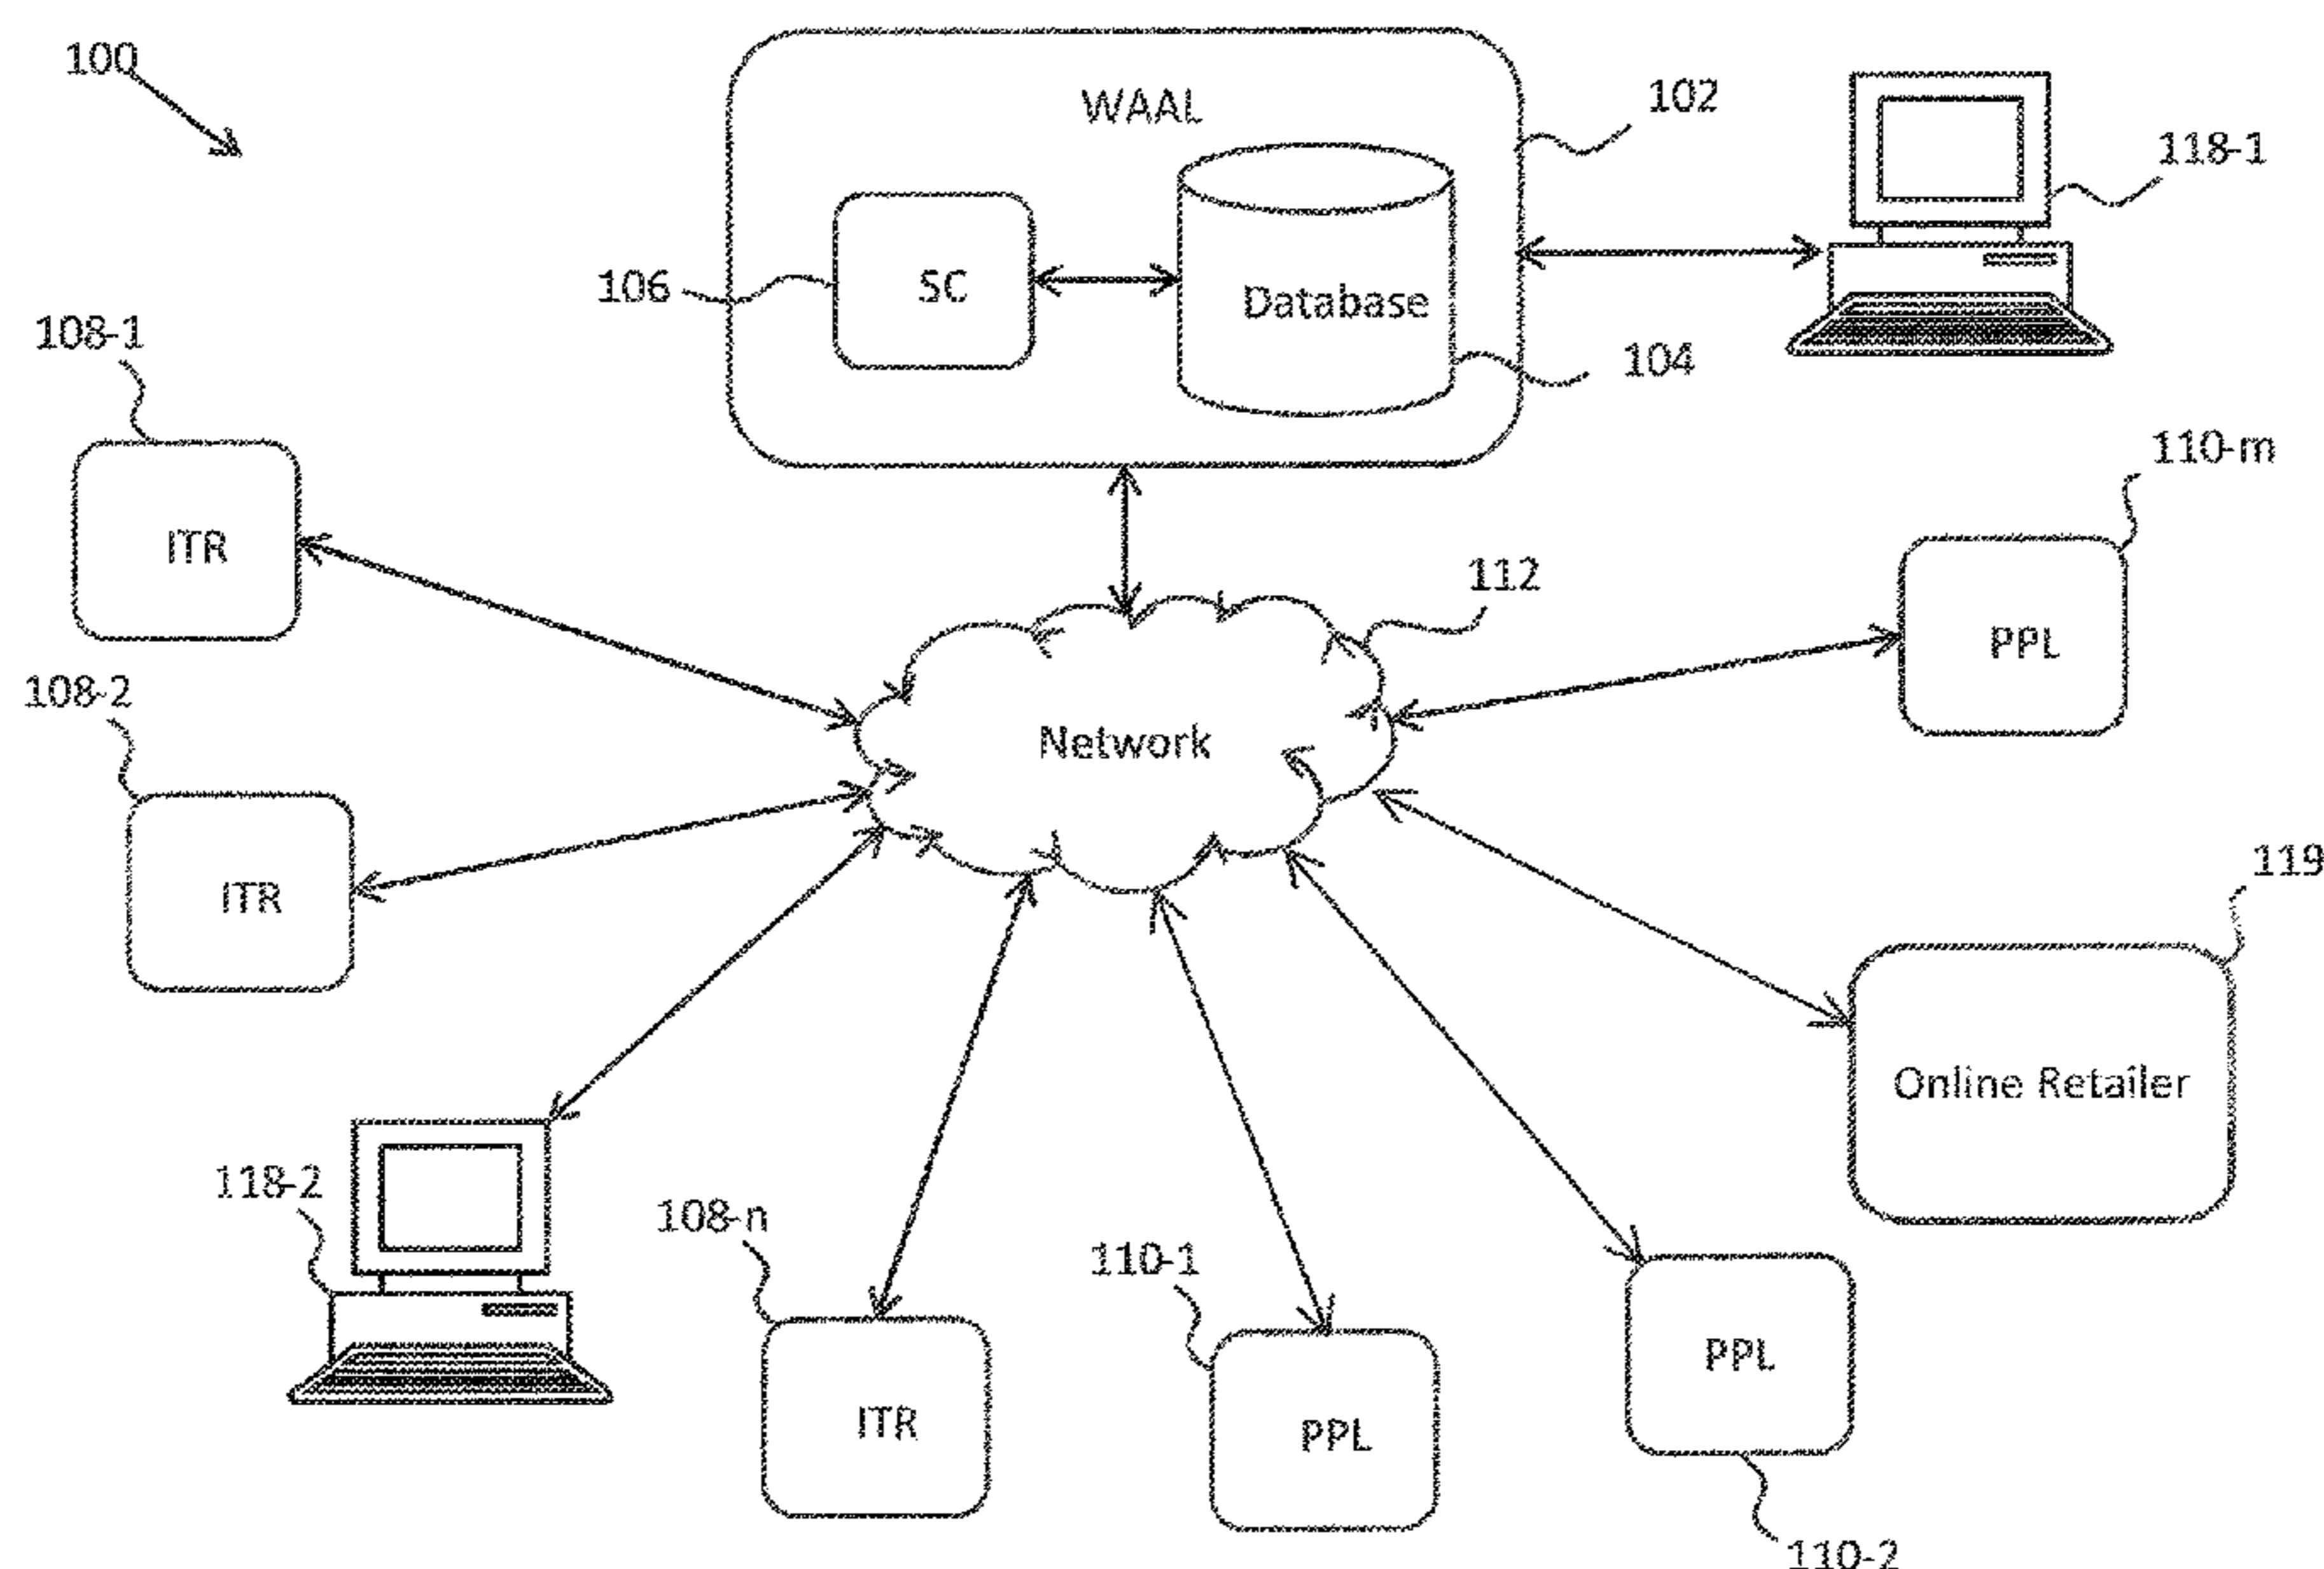 100
WAAL
102
118-1
106
SC
Database
104
108-1
110-m
ITR
112
PPL
108-2
Network
ITR
119
Online Retailer
118-2
108-n
110-1
PPL
ITR
PPL
110-2